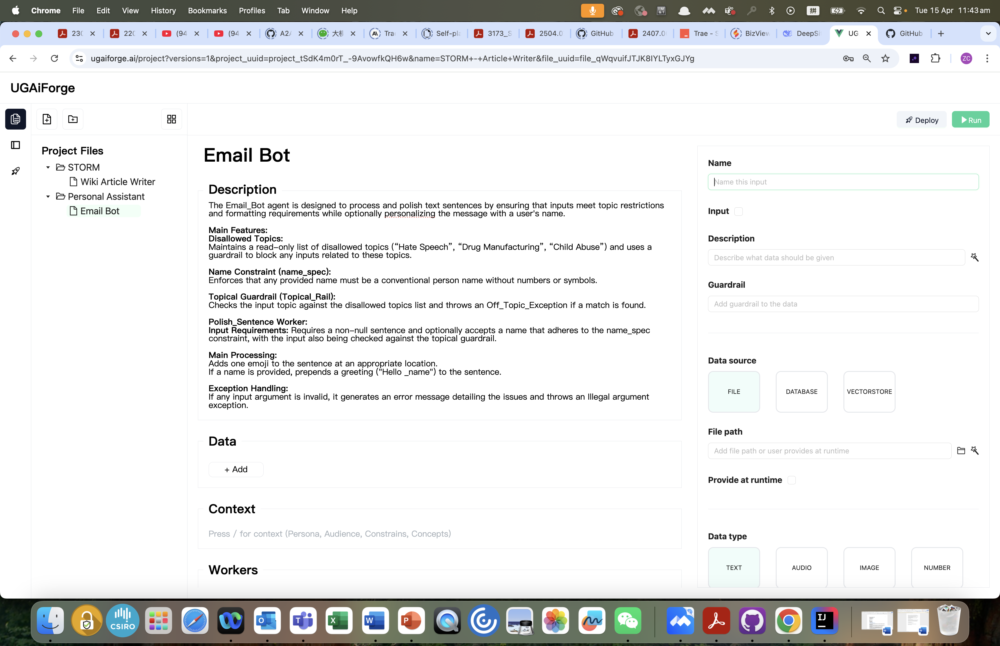 Chrome File Edit View History Bookmarks Profiles Tab Window Help
IM &T
拼
Tue 15 Apr 11:43 am
230 220 (94 (94 A2A 大模 Trae Self-pla 3173_S 2504.0 GitHub 2407.0 Trae - S BizView DeepSi UG GitHub
ugaiforge.ai/project?versions=1&project_uuid=project_tSdK4m0rT_-9AvowfkQH6w&name=STORM+-+Article+Writer&file_uuid=file_qWqvuifJTJK8IYLTyxGJYg
ZC
UGAiForge
Deploy
Run
Project Files
STORM
Wiki Article Writer
Personal Assistant
Email Bot
Email Bot
Description
The Email_Bot agent is designed to process and polish text sentences by ensuring that inputs meet topic restrictions
and formatting requirements while optionally personalizing the message with a user's name.
Main Features:
Disallowed Topics:
Maintains a read-only list of disallowed topics (“Hate Speech”, “Drug Manufacturing”, “Child Abuse”) and uses a
guardrail to block any inputs related to these topics.
Name Constraint (name_spec):
Enforces that any provided name must be a conventional person name without numbers or symbols.
Topical Guardrail (Topical_Rail):
Checks the input topic against the disallowed topics list and throws an Off_Topic_Exception if a match is found.
Polish_Sentence Worker:
Input Requirements: Requires a non-null sentence and optionally accepts a name that adheres to the name_spec
constraint, with the input also being checked against the topical guardrail.
Main Processing:
Adds one emoji to the sentence at an appropriate location.
If a name is provided, prepends a greeting ("Hello _name") to the sentence.
Exception Handling:
If any input argument is invalid, it generates an error message detailing the issues and throws an Illegal argument
exception.
Data
+ Add
Context
Press / for context (Persona, Audience, Constrains, Concepts)
Workers
Name
Name this input
Input
Description
Describe what data should be given
Guardrail
Add guardrail to the data
Data source
FILE DATABASE VECTORSTORE
File path
Add file path or user provides at runtime
Provide at runtime
Data type
TEXT AUDIO IMAGE NUMBER
CSIRO
O
T
X
W
P
IJ
W
W